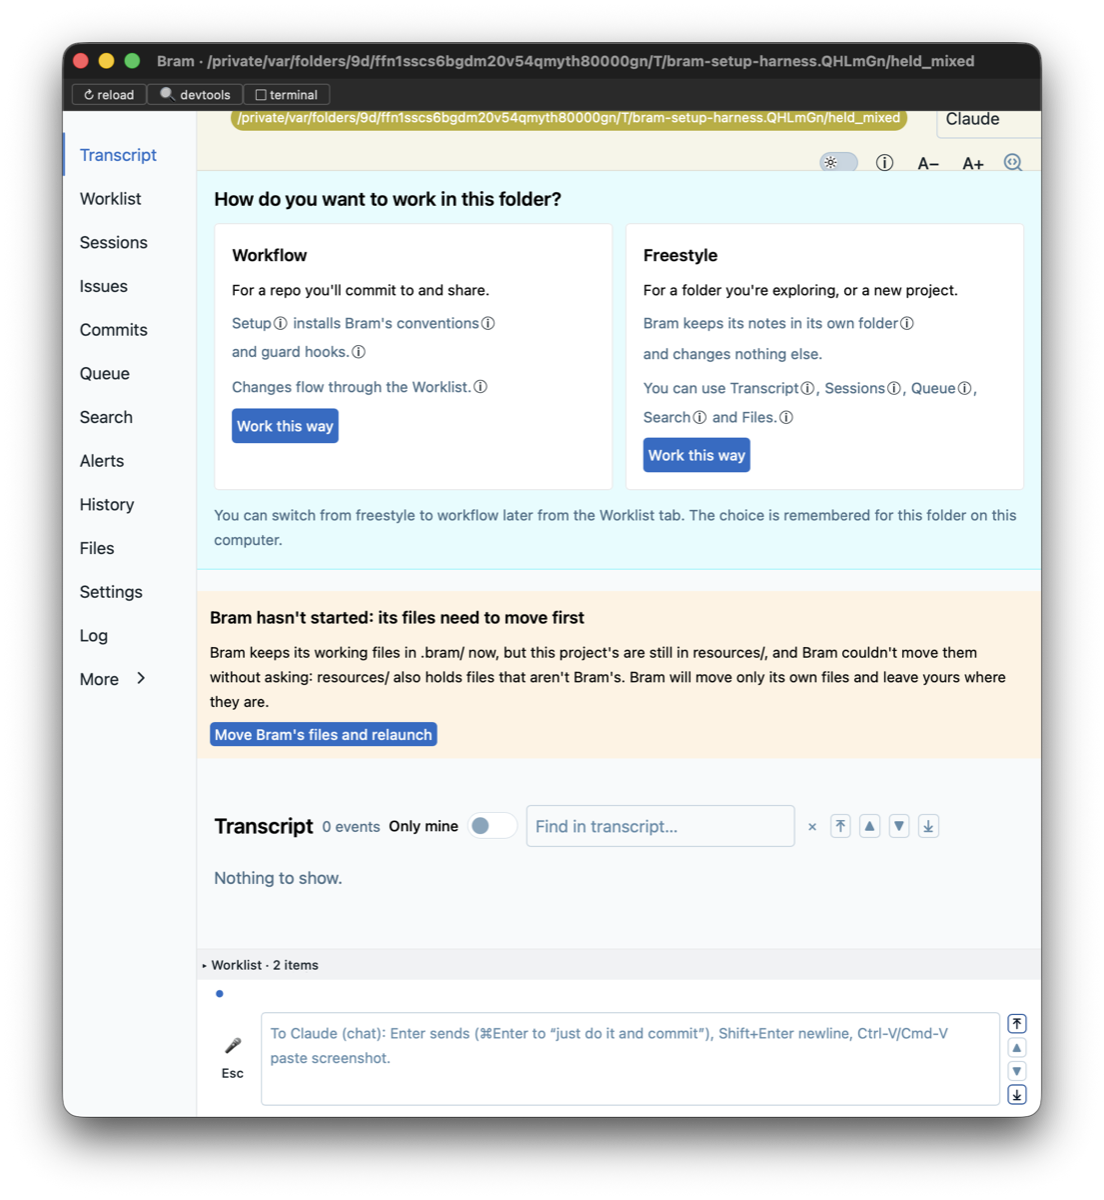 Bram · /private/var/folders/9d/ffn1sscs6bgdm20v54qmyth80000gn/T/bram-setup-harness.QHLmGn/held_mixed
reload
devtools
terminal
/private/var/folders/9d/ffn1sscs6bgdm20v54qmyth80000gn/T/bram-setup-harness.QHLmGn/held_mixed
Claude
A−
A+
Transcript
Worklist
Sessions
Issues
Commits
Queue
Search
Alerts
History
Files
Settings
Log
More
How do you want to work in this folder?
Workflow
For a repo you'll commit to and share.
Setup ⓘ installs Bram's conventions ⓘ
and guard hooks. ⓘ
Changes flow through the Worklist. ⓘ
Work this way
Freestyle
For a folder you're exploring, or a new project.
Bram keeps its notes in its own folder ⓘ
and changes nothing else.
You can use Transcript ⓘ, Sessions ⓘ, Queue ⓘ,
Search ⓘ and Files. ⓘ
Work this way
You can switch from freestyle to workflow later from the Worklist tab. The choice is remembered for this folder on this
computer.
Bram hasn't started: its files need to move first
Bram keeps its working files in .bram/ now, but this project's are still in resources/, and Bram couldn't move them
without asking: resources/ also holds files that aren't Bram's. Bram will move only its own files and leave yours where
they are.
Move Bram's files and relaunch
Transcript 0 events Only mine Find in transcript... ×
Nothing to show.
Worklist · 2 items
To Claude (chat): Enter sends (⌘Enter to “just do it and commit”), Shift+Enter newline, Ctrl-V/Cmd-V
paste screenshot.
Esc